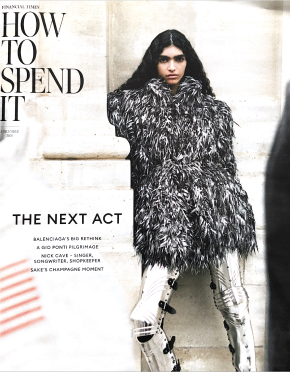 FINANCIAL TIMES
HOW
TO
SPEND
IT
THE NEXT ACT
BALENCIAGA'S BIG RETHINK
A GIO PONTI PILGRIMAGE
NICK CAVE – SINGER,
SONGWRITER, SHOPKEEPER
SAKE'S CHAMPAGNE MOMENT